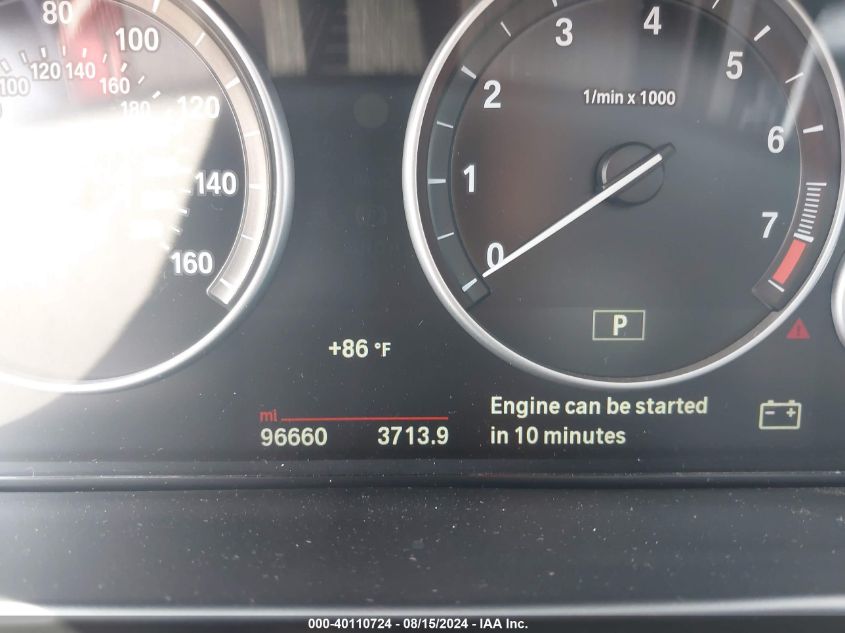 80
100
120
140
160
100
120
140
160
180
1/min x 1000
0
1
2
3
4
5
6
7
P
+86 °F
mi
96660 3713.9
Engine can be started
in 10 minutes
000-40110724 - 08/15/2024 - IAA Inc.